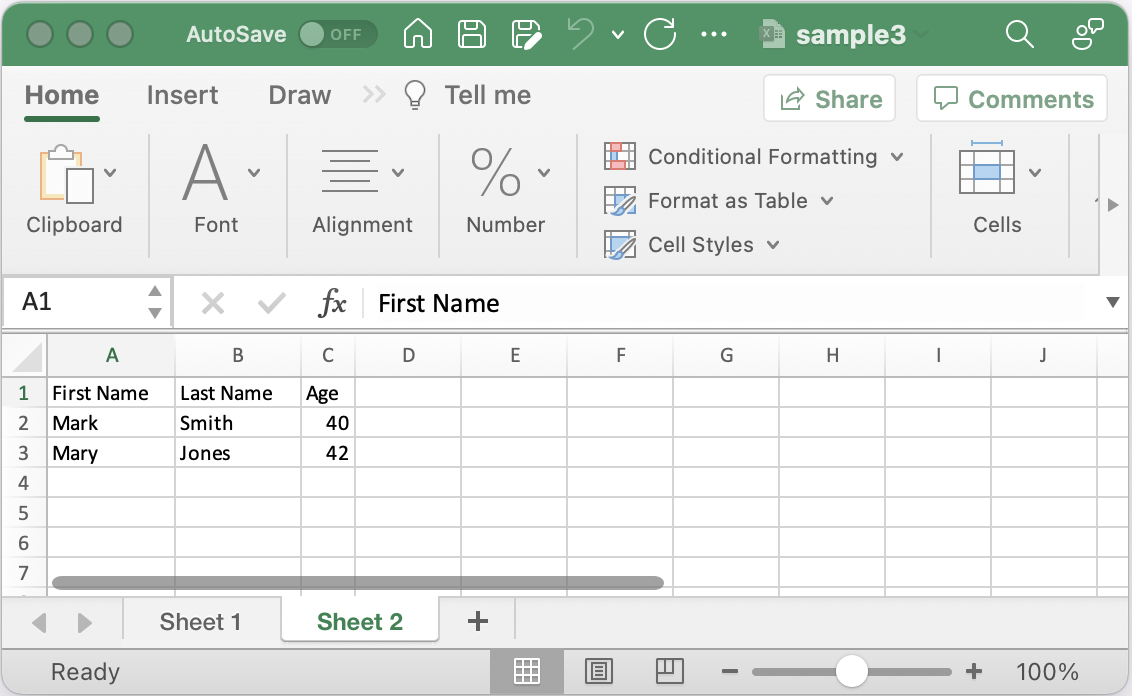 AutoSave OFF sample3
Home Insert Draw Tell me Share Comments
Clipboard Font Alignment Number Conditional Formatting Format as Table Cell Styles Cells
A1 fx First Name
A B C D E F G H I J
1 First Name Last Name Age
2 Mark Smith 40
3 Mary Jones 42
4
5
6
7
Sheet 1 Sheet 2 +
Ready 100%